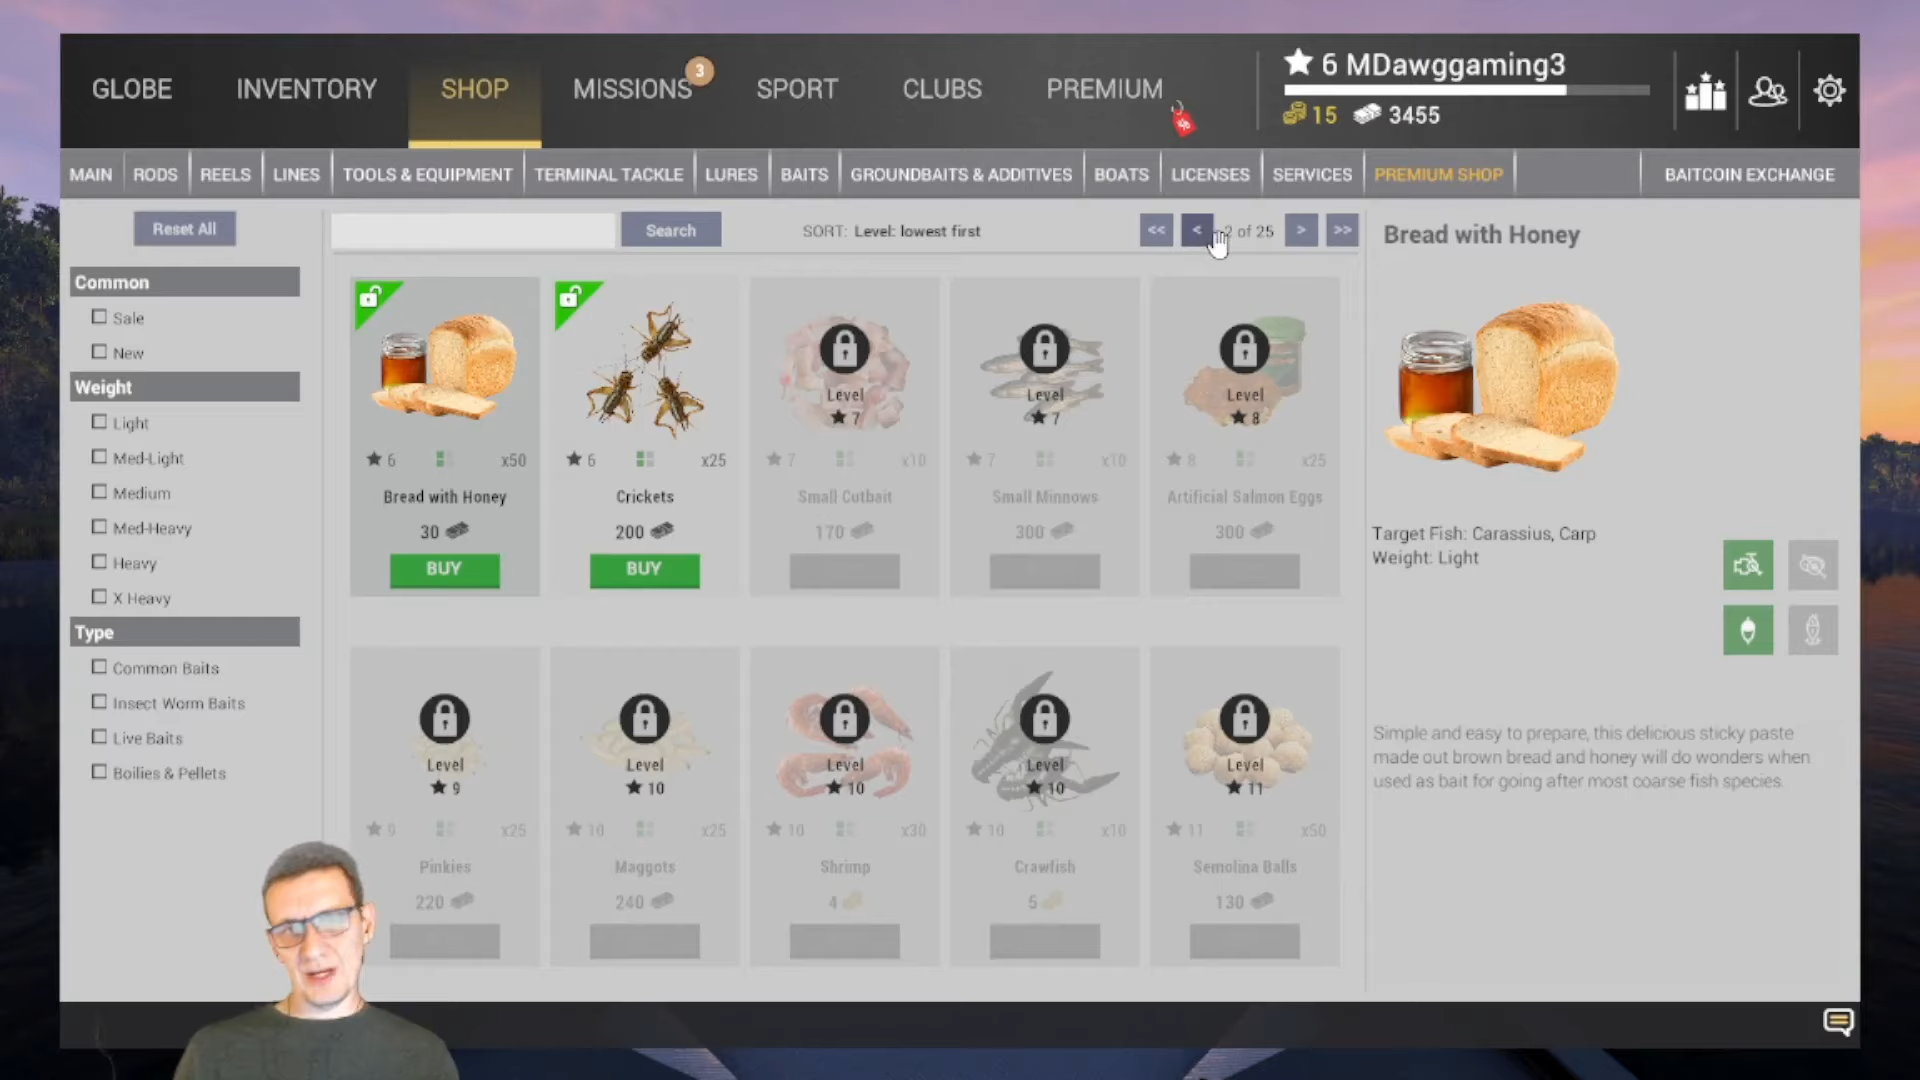 GLOBE
INVENTORY
SHOP
MISSIONS
3
SPORT
CLUBS
PREMIUM
6 MDawggaming3
15
3455
MAIN
RODS
REELS
LINES
TOOLS & EQUIPMENT
TERMINAL TACKLE
LURES
BAITS
GROUNDBAITS & ADDITIVES
BOATS
LICENSES
SERVICES
PREMIUM SHOP
BAITCOIN EXCHANGE
Reset All
Search
SORT: Level: lowest first
<<
<
2 of 25
>
>>
Common
Sale
New
Weight
Light
Med-Light
Medium
Med-Heavy
Heavy
X Heavy
Type
Common Baits
Insect Worm Baits
Live Baits
Boilies & Pellets
6 x50
Bread with Honey
30
BUY
6 x25
Crickets
200
BUY
Level
7
7 x10
Small Cutbait
170
Level
7
7 x10
Small Minnows
300
Level
8
8 x25
Artificial Salmon Eggs
300
Level
9
9 x25
Pinkies
220
Level
10
10 x25
Maggots
240
Level
10
10 x30
Shrimp
4
Level
10
10 x10
Crawfish
5
Level
11
11 x50
Semolina Balls
130
Bread with Honey
Target Fish: Carassius, Carp
Weight: Light
Simple and easy to prepare, this delicious sticky paste
made out brown bread and honey will do wonders when
used as bait for going after most coarse fish species.